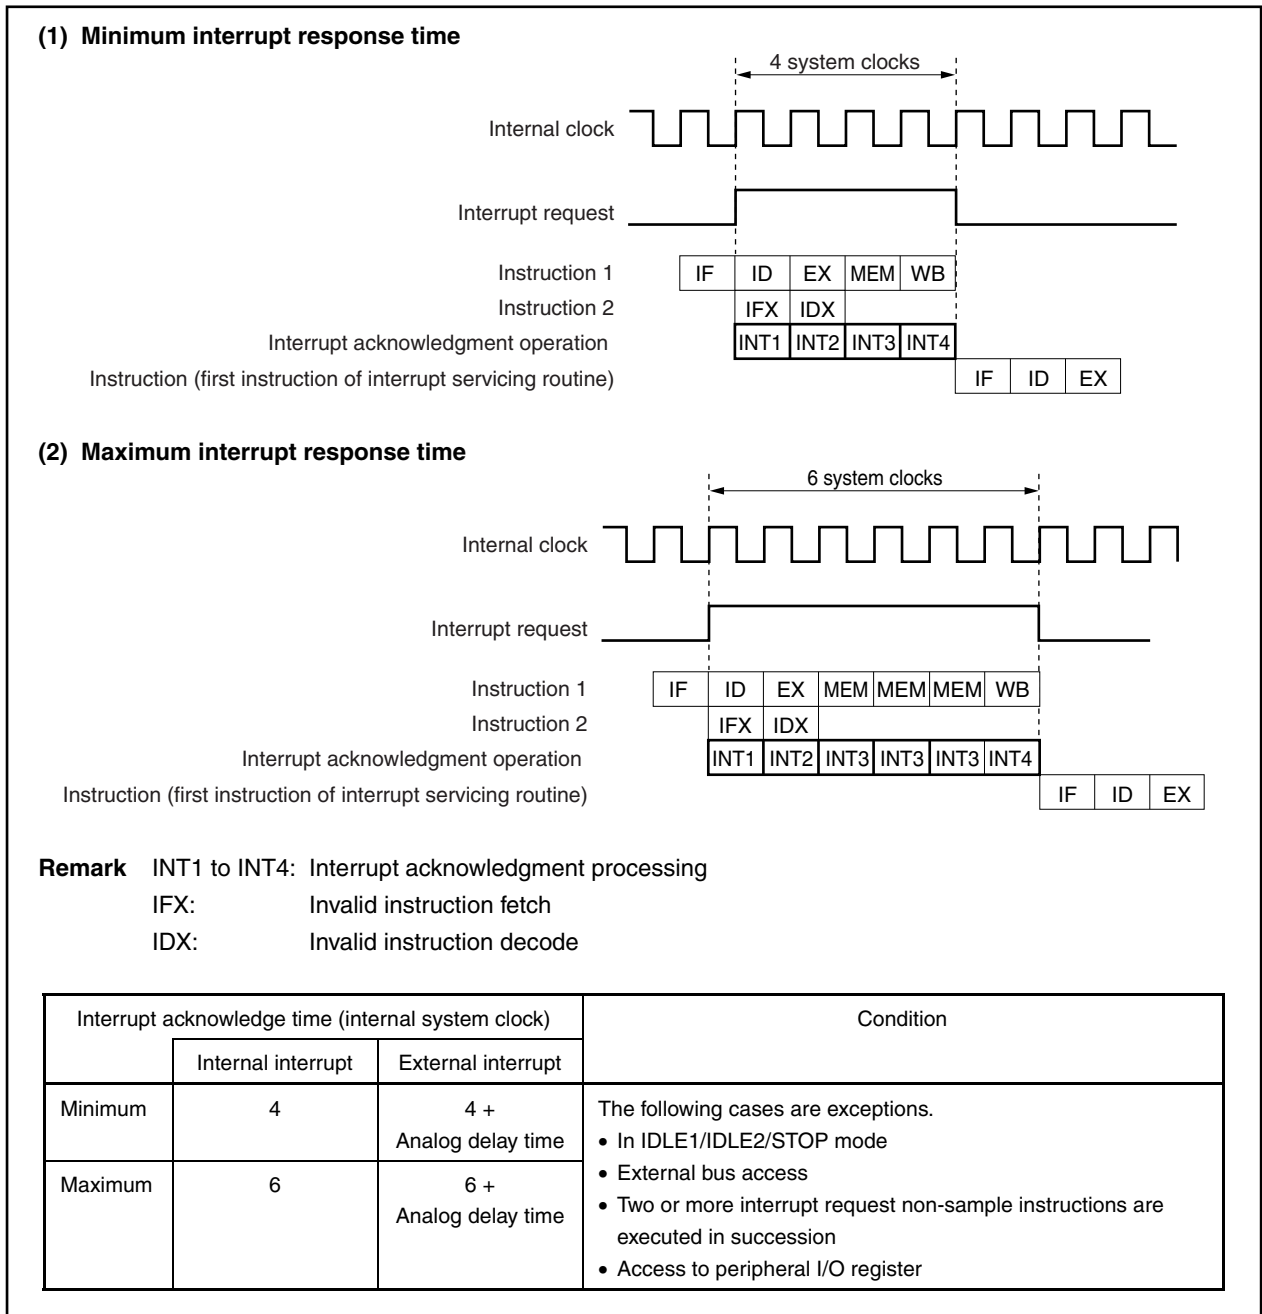 (1) Minimum interrupt response time
4 system clocks
Internal clock
Interrupt request
Instruction 1 IF ID EX MEM WB
Instruction 2 IFX IDX
Interrupt acknowledgment operation INT1 INT2 INT3 INT4
Instruction (first instruction of interrupt servicing routine) IF ID EX
(2) Maximum interrupt response time
6 system clocks
Internal clock
Interrupt request
Instruction 1 IF ID EX MEM MEM MEM WB
Instruction 2 IFX IDX
Interrupt acknowledgment operation INT1 INT2 INT3 INT3 INT3 INT4
Instruction (first instruction of interrupt servicing routine) IF ID EX
Remark INT1 to INT4: Interrupt acknowledgment processing
IFX: Invalid instruction fetch
IDX: Invalid instruction decode
Interrupt acknowledge time (internal system clock) Condition
Internal interrupt External interrupt
Minimum 4 4 + The following cases are exceptions.
Analog delay time • In IDLE1/IDLE2/STOP mode
• External bus access
Maximum 6 6 + • Two or more interrupt request non-sample instructions are
Analog delay time executed in succession
• Access to peripheral I/O register